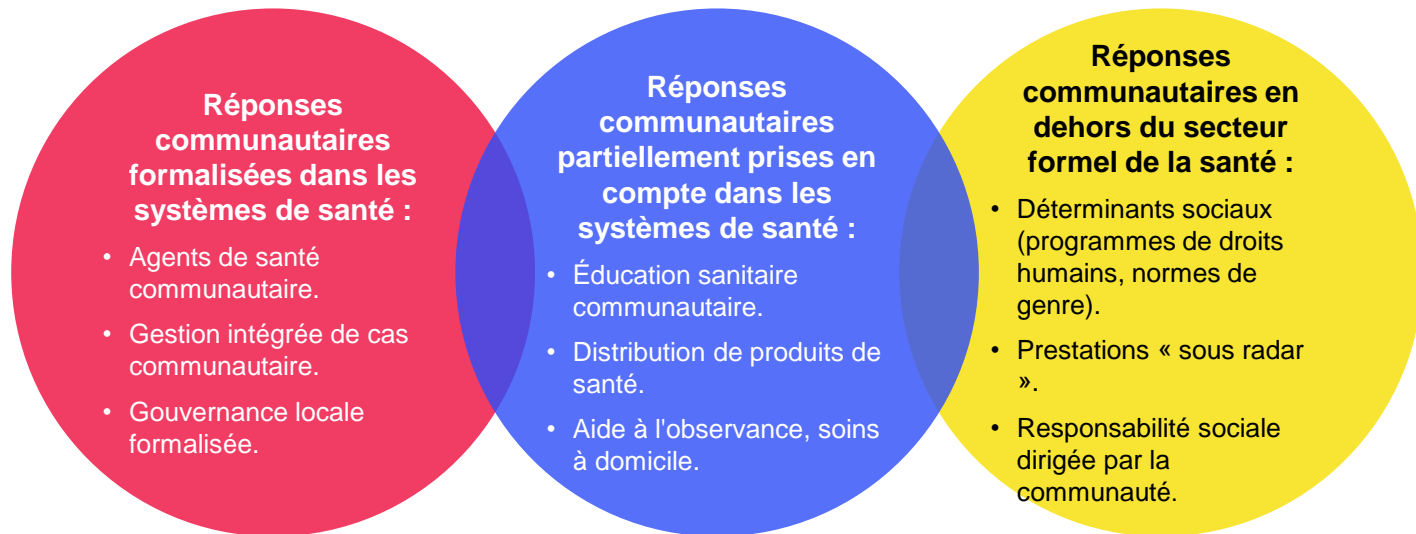 Réponses
communautaires
formalisées dans les
systèmes de santé :
• Agents de santé
communautaire.
• Gestion intégrée de cas
communautaire.
• Gouvernance locale
formalisée.
Réponses
communautaires
partiellement prises en
compte dans les
systèmes de santé :
• Éducation sanitaire
communautaire.
• Distribution de produits de
santé.
• Aide à l'observance, soins
à domicile.
Réponses
communautaires en
dehors du secteur
formel de la santé :
• Déterminants sociaux
(programmes de droits
humains, normes de
genre).
• Prestations « sous radar
».
• Responsabilité sociale
dirigée par la
communauté.